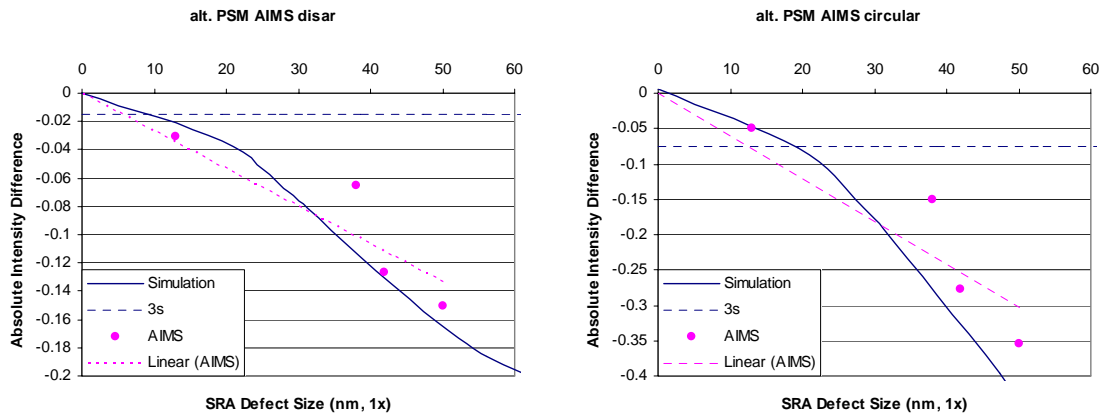 alt. PSM AIMS disar
0 10 20 30 40 50 60
0
-0.02
-0.04
-0.06
-0.08
-0.1
-0.12
-0.14
-0.16
-0.18
-0.2
Absolute Intensity Difference
Simulation
3s
AIMS
Linear (AIMS)
SRA Defect Size (nm, 1x)
alt. PSM AIMS circular
0 10 20 30 40 50 60
0
-0.05
-0.1
-0.15
-0.2
-0.25
-0.3
-0.35
-0.4
Absolute Intensity Difference
Simulation
3s
AIMS
Linear (AIMS)
SRA Defect Size (nm, 1x)